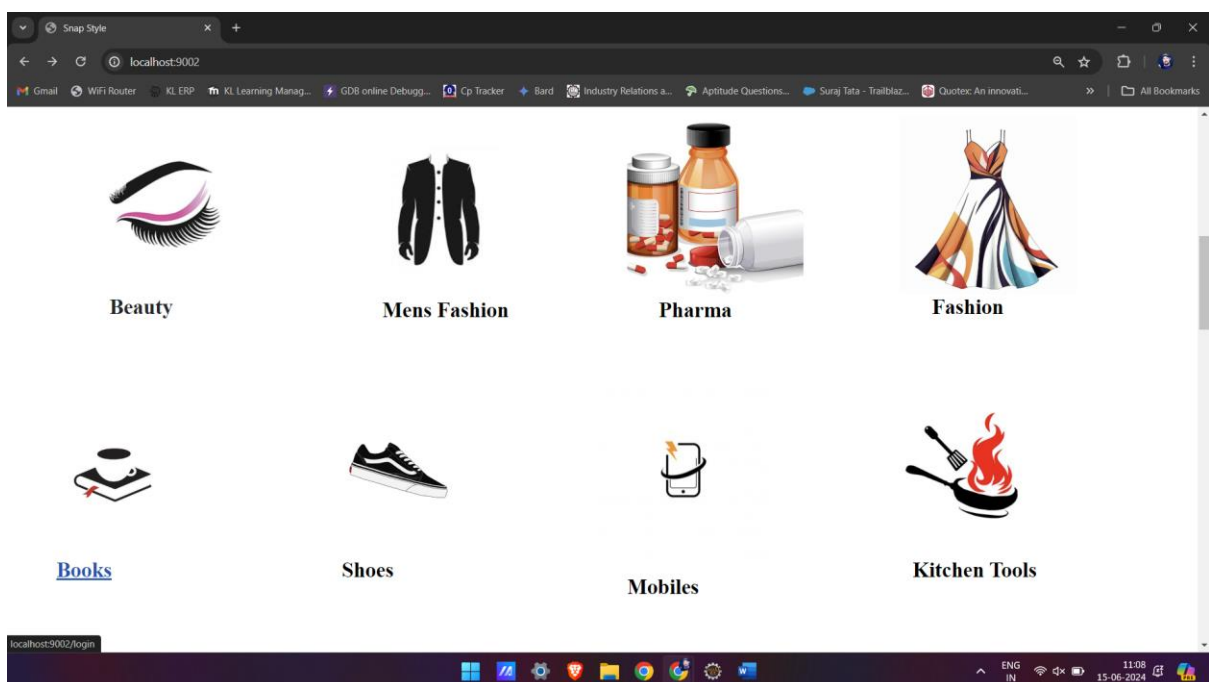 Snap Style
localhost:9002
Gmail WiFi Router KL ERP KL Learning Manag... GDB online Debugg... Cp Tracker Bard Industry Relations a... Aptitude Questions... Suraj Tata - Trailblaz... Quotex: An innovati... » All Bookmarks
Beauty Mens Fashion Pharma Fashion
Books Shoes Mobiles Kitchen Tools
localhost:9002/login
ENG 11:08
IN 15-06-2024